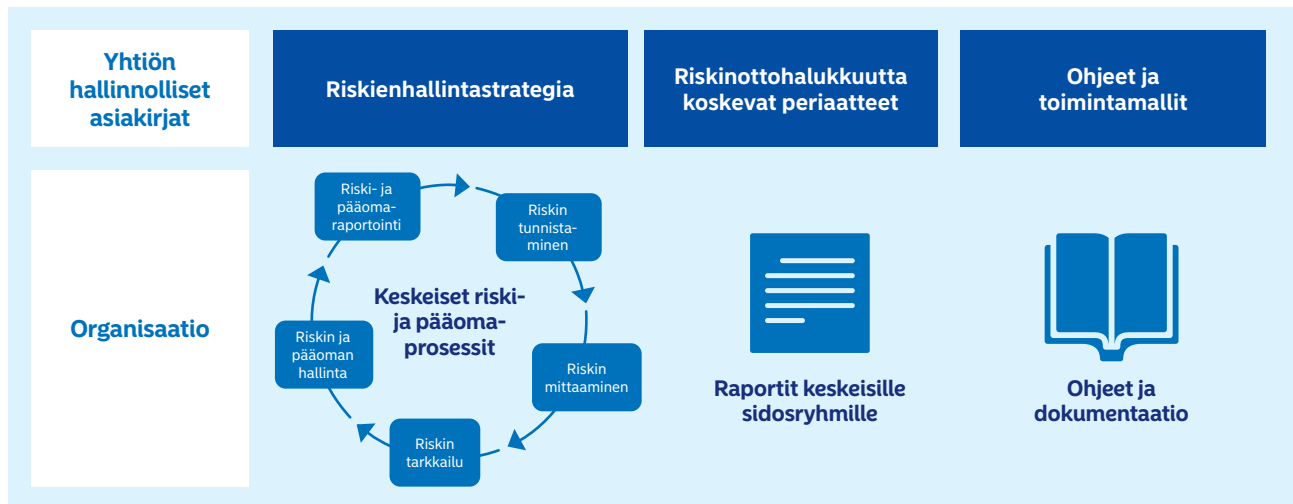 Yhtiön
hallinnolliset
asiakirjat
Riskienhallintastrategia
Riskinottohalukkuutta
koskevat periaatteet
Ohjeet ja
toimintamallit
Organisaatio
Riski- ja
pääoma-
raportointi
Riskin
tunnista-
minen
Keskeiset riski-
ja pääoma-
prosessit
Riskin ja
pääoman
hallinta
Riskin
mittaaminen
Riskin
tarkkailu
Raportit keskeisille
sidosryhmille
Ohjeet ja
dokumentaatio